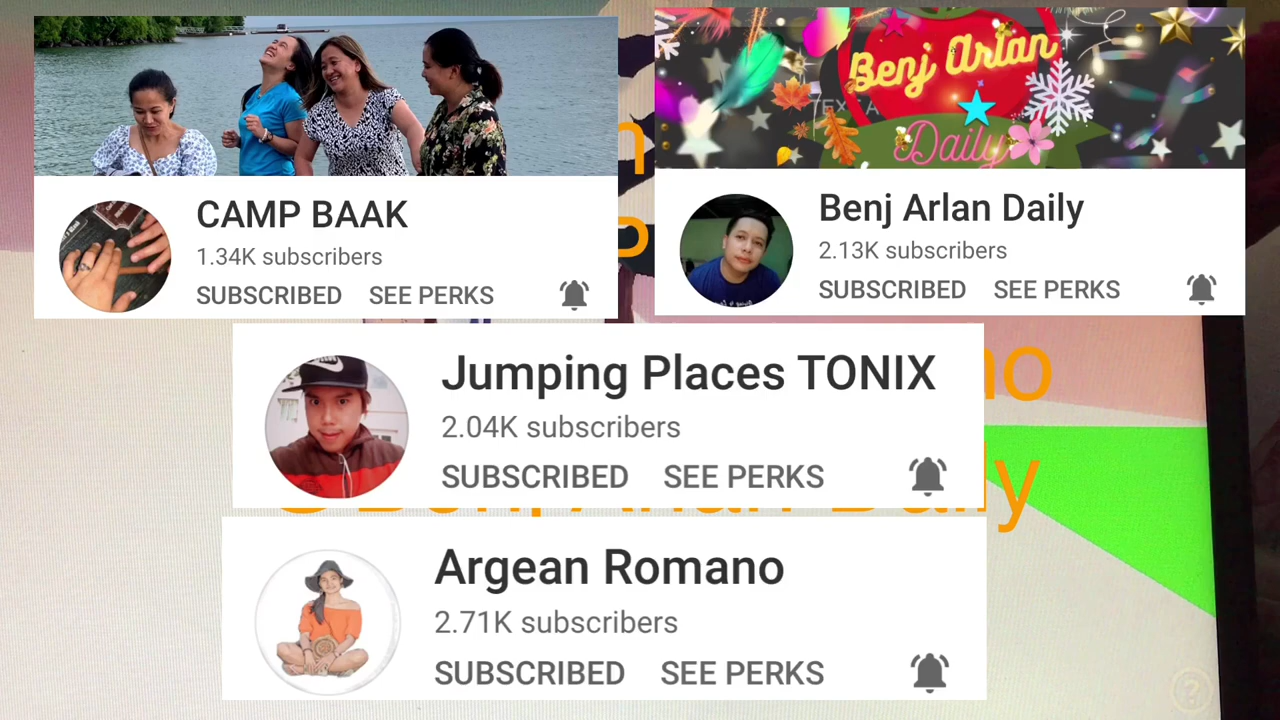 Benj Arlan
Daily
CAMP BAAK
1.34K subscribers
SUBSCRIBED SEE PERKS
Benj Arlan Daily
2.13K subscribers
SUBSCRIBED SEE PERKS
Jumping Places TONIX
2.04K subscribers
SUBSCRIBED SEE PERKS
Argean Romano
2.71K subscribers
SUBSCRIBED SEE PERKS